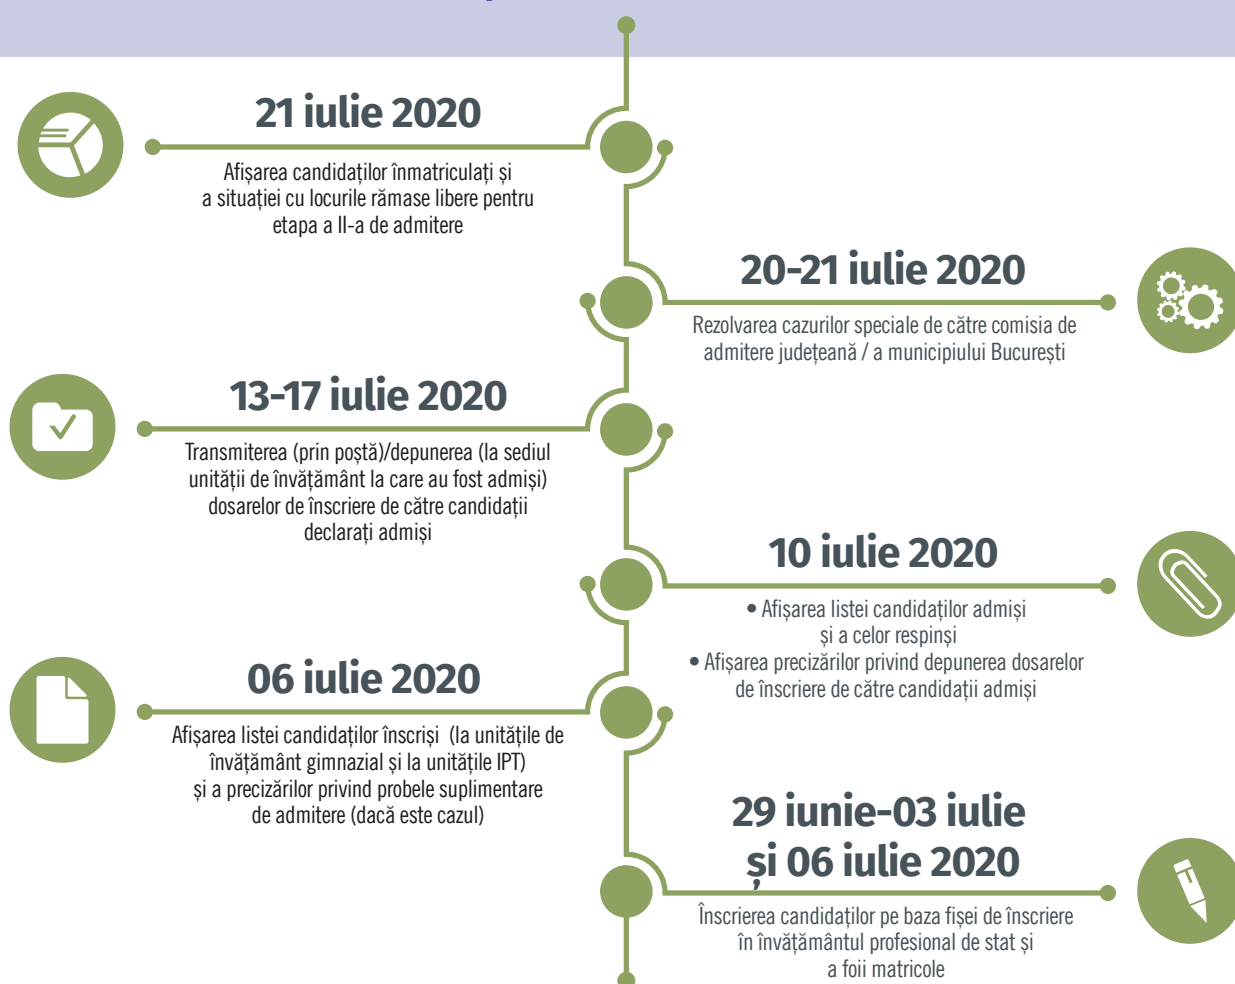 21 iulie 2020
Afișarea candidaților înmatriculați și
a situației cu locurile rămase libere pentru
etapa a II-a de admitere
20-21 iulie 2020
Rezolvarea cazurilor speciale de către comisia de
admitere județeană / a municipiului București
13-17 iulie 2020
Transmiterea (prin poștă)/depunerea (la sediul
unității de învățământ la care au fost admiși)
dosarelor de înscriere de către candidații
declarați admiși
10 iulie 2020
• Afișarea listei candidaților admiși
și a celor respinși
• Afișarea precizărilor privind depunerea dosarelor
de înscriere de către candidații admiși
06 iulie 2020
Afișarea listei candidaților înscriși (la unitățile de
învățământ gimnazial și la unitățile IPT)
și a precizărilor privind probele suplimentare
de admitere (dacă este cazul)
29 iunie-03 iulie
și 06 iulie 2020
Înscrierea candidaților pe baza fișei de înscriere
în învățământul profesional de stat și
a foii matricole